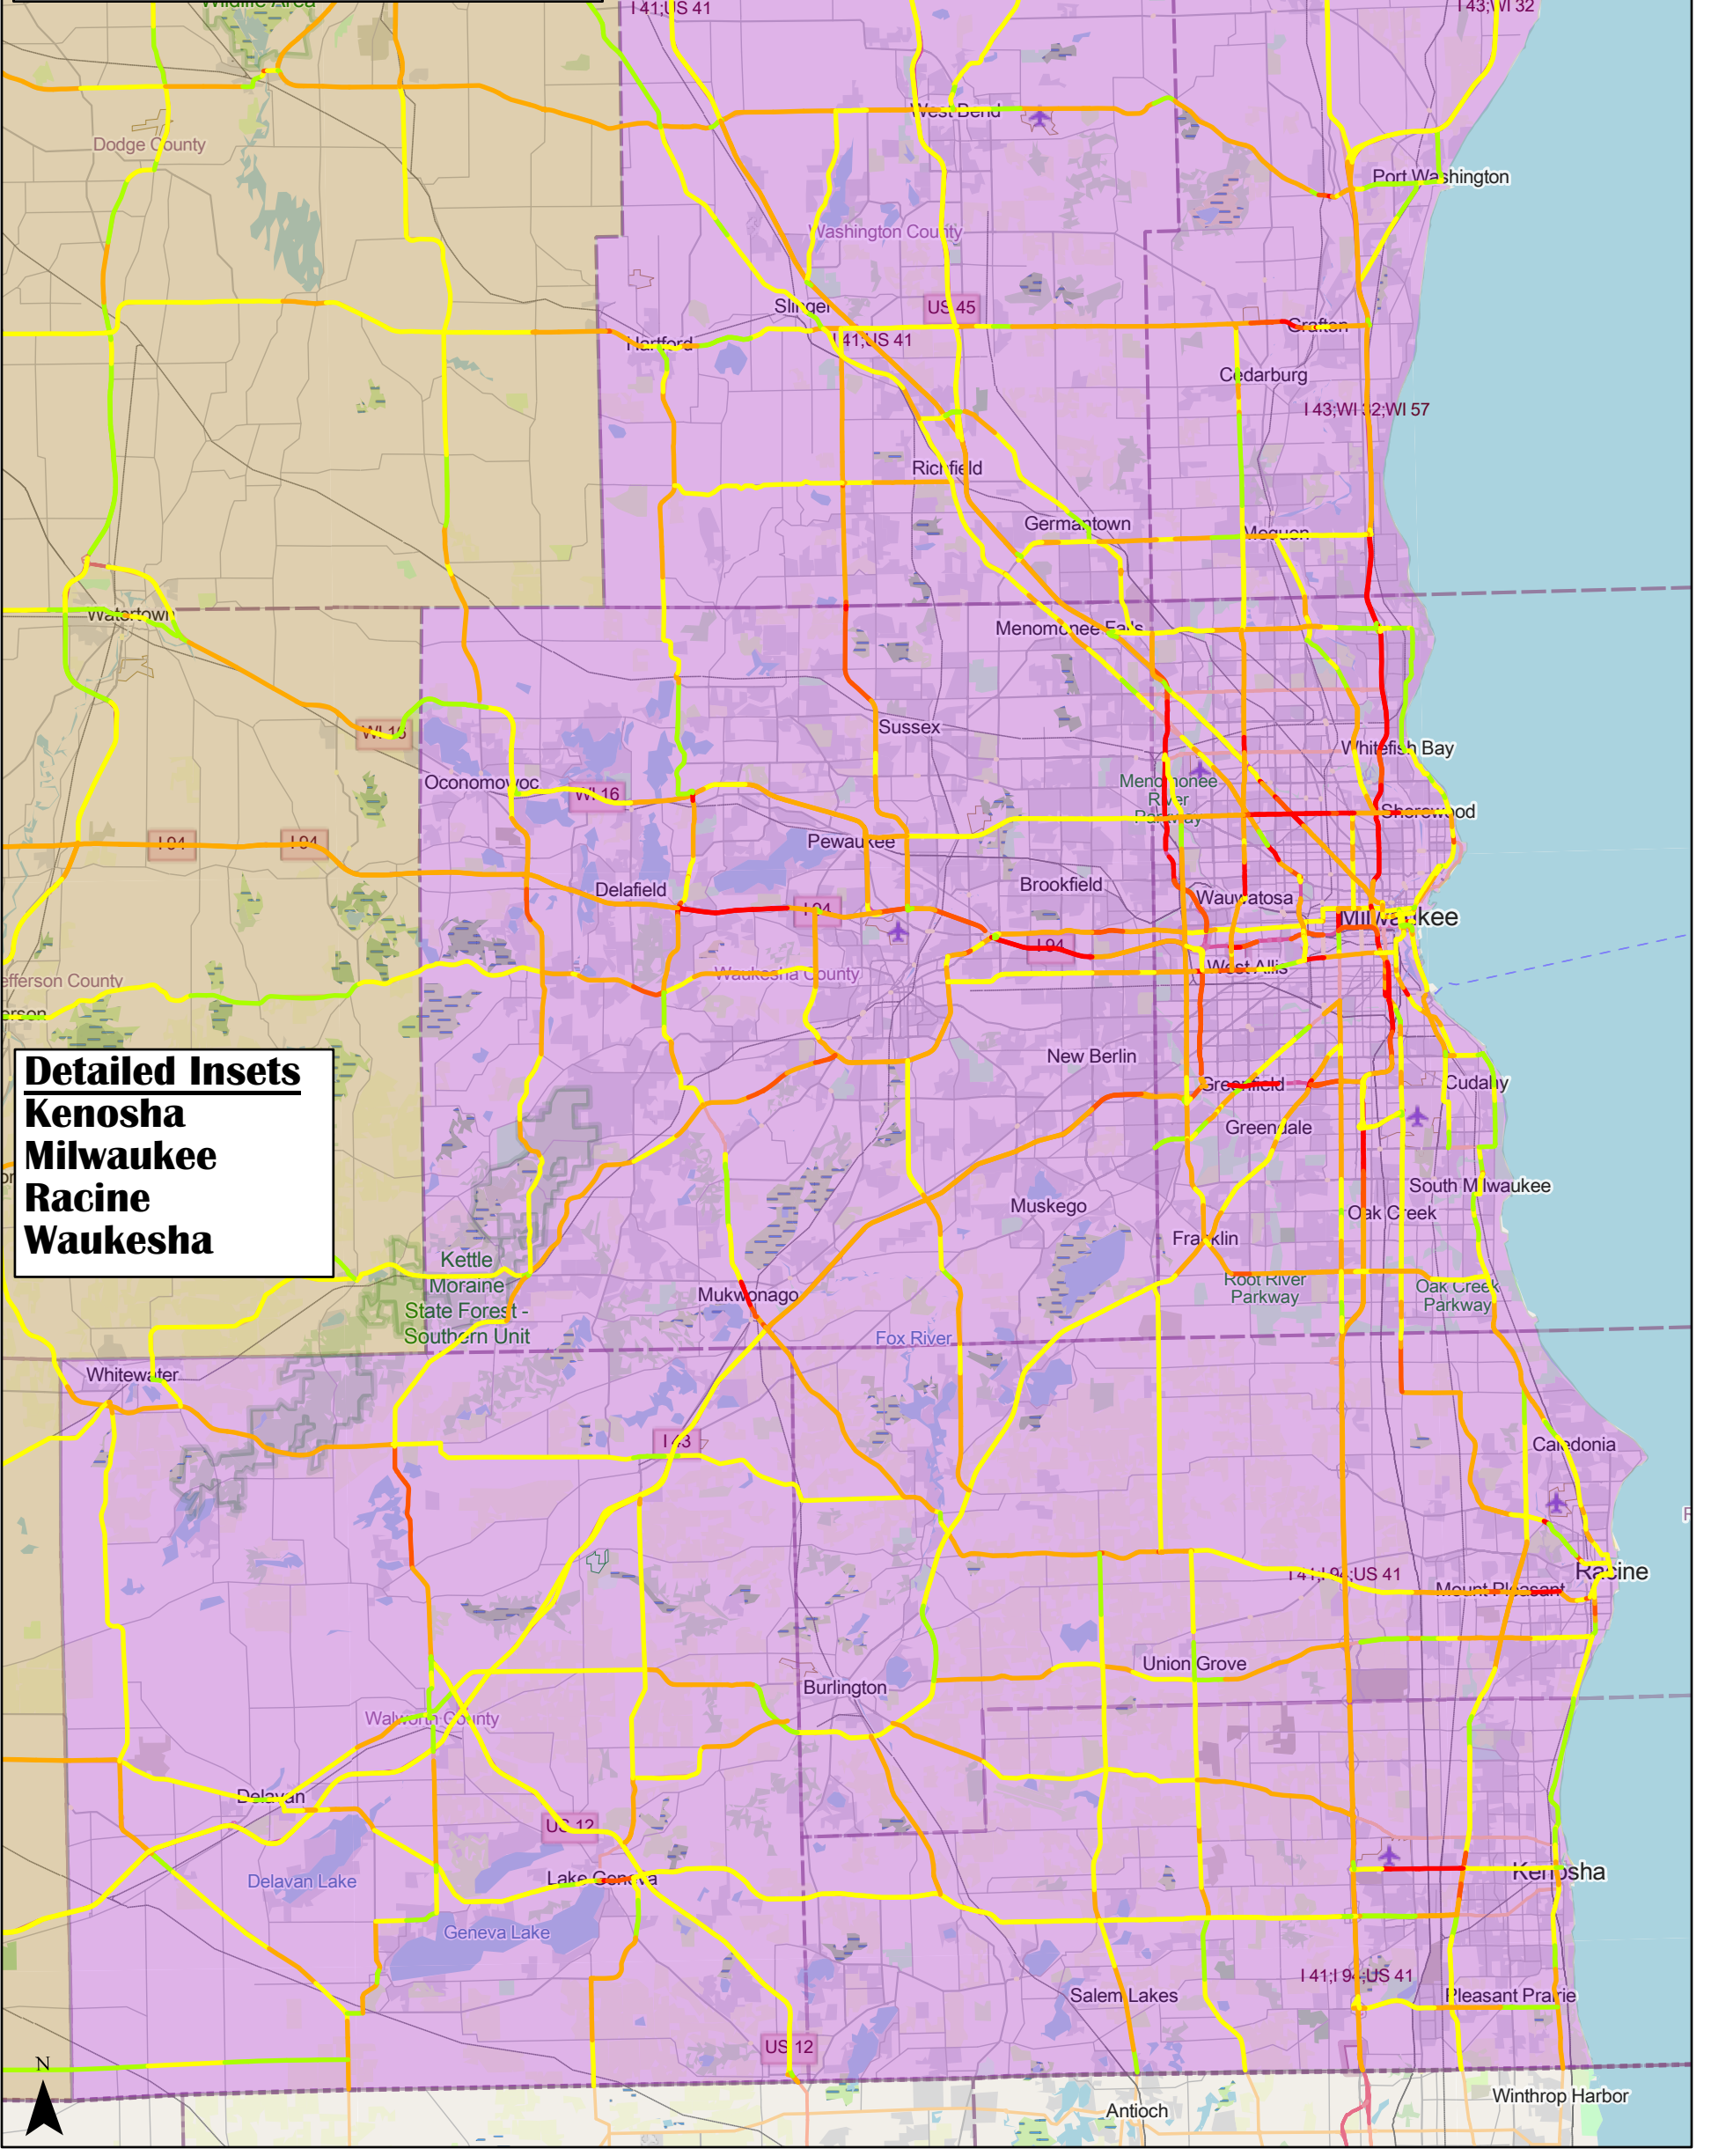 Wildlife Area
I 41;US 41
I 43;WI 32
West Bend
Dodge County
Port Washington
Washington County
Slinger
US 45
Grafton
Hartford
I 41;US 41
Cedarburg
I 43;WI 32;WI 57
Richfield
Germantown
Mequon
Watertown
Menomonee Falls
WI 16
Sussex
Whitefish Bay
Oconomowoc
WI 16
Menomonee
River
Parkway
Shorewood
I 94
I 94
Pewaukee
Delafield
Brookfield
Wauwatosa
I 94
Milwaukee
I 94
West Allis
Waukesha County
efferson County
erson
New Berlin
Detailed Insets
Kenosha
Milwaukee
Racine
Waukesha
Greenfield
Cudahy
Greendale
South Milwaukee
Muskego
Oak Creek
Franklin
Kettle
Moraine
State Forest -
Southern Unit
Mukwonago
Root River
Parkway
Oak Creek
Parkway
Fox River
Whitewater
I 43
Caledonia
Racine
I 41;I 94;US 41
Mount Pleasant
Union Grove
Burlington
Walworth County
Delavan
US 12
Lake Geneva
Kenosha
Delavan Lake
Geneva Lake
I 41;I 94;US 41
Salem Lakes
Pleasant Prairie
US 12
N
Winthrop Harbor
Antioch